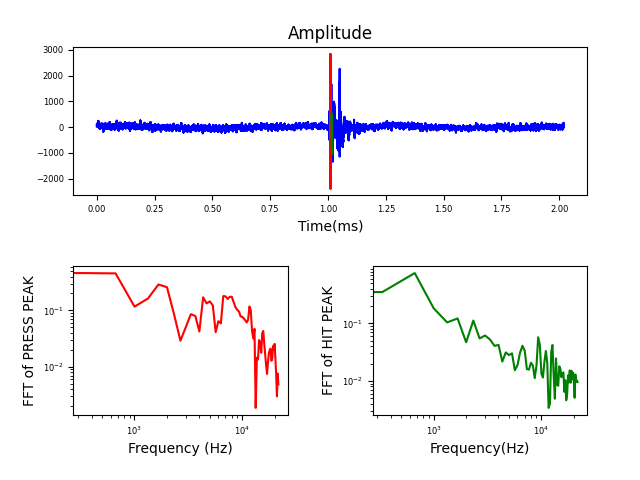 Amplitude
3000
2000
1000
0
−1000
−2000
0.00 0.25 0.50 0.75 1.00 1.25 1.50 1.75 2.00
Time(ms)
FFT of PRESS PEAK
10⁻¹
10⁻²
10³ 10⁴
Frequency (Hz)
FFT of HIT PEAK
10⁻¹
10⁻²
10³ 10⁴
Frequency(Hz)